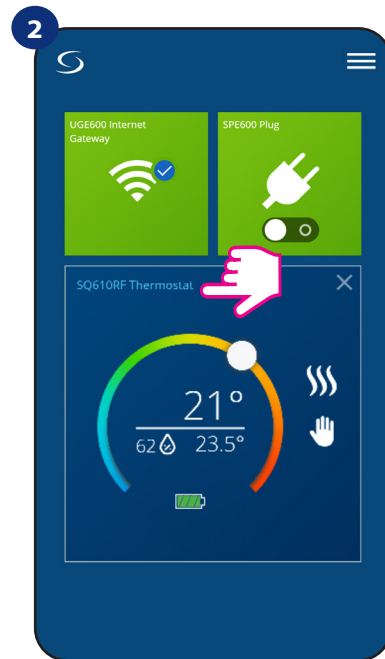 2
UGE600 Internet
Gateway
SPE600 Plug
SQ610RF Thermostat
21°
62 23.5°